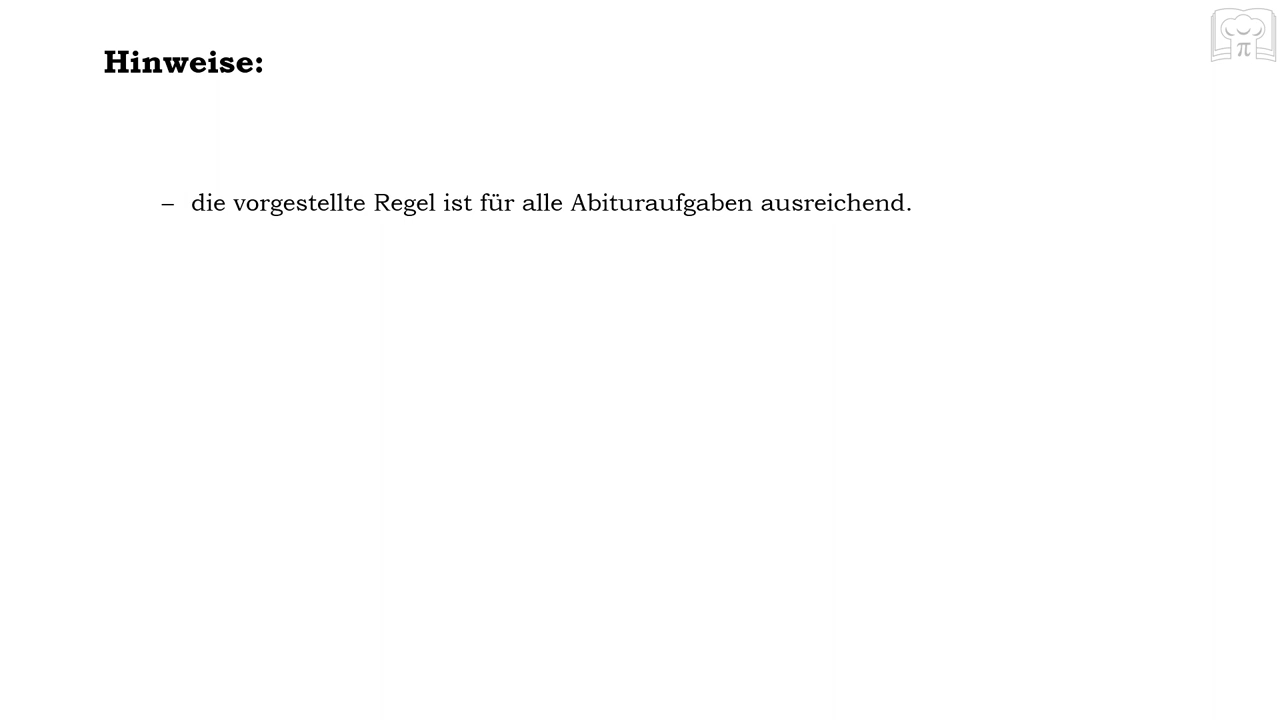 Hinweise:
– die vorgestellte Regel ist für alle Abituraufgaben ausreichend.
π